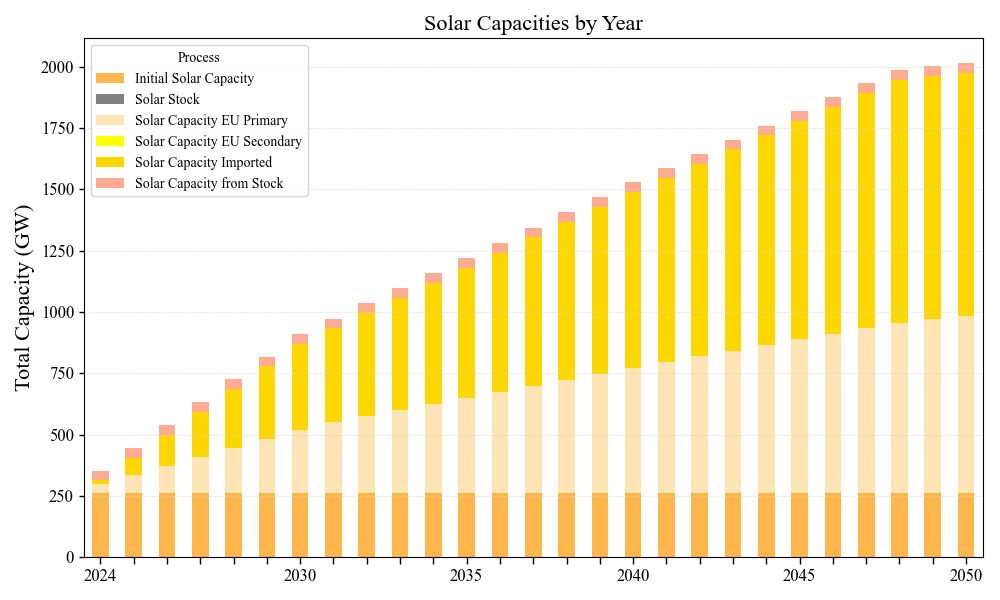 Solar Capacities by Year
Process
Initial Solar Capacity
Solar Stock
Solar Capacity EU Primary
Solar Capacity EU Secondary
Solar Capacity Imported
Solar Capacity from Stock
Total Capacity (GW)
2000
1750
1500
1250
1000
750
500
250
0
2024 2030 2035 2040 2045 2050